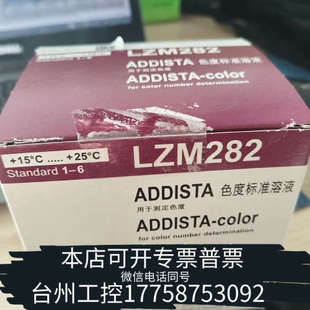 LZM282
ADDISTA 色度标准溶液
用于测定色度
ADDISTA-color
for color number determination
+15°C ..... +25°C
Standard 1-6
LZM282
ADDISTA 色度标准溶液
用于测定色度
ADDISTA-color
for color number determination
本店可开专票普票
微信电话同号
台州工控17758753092